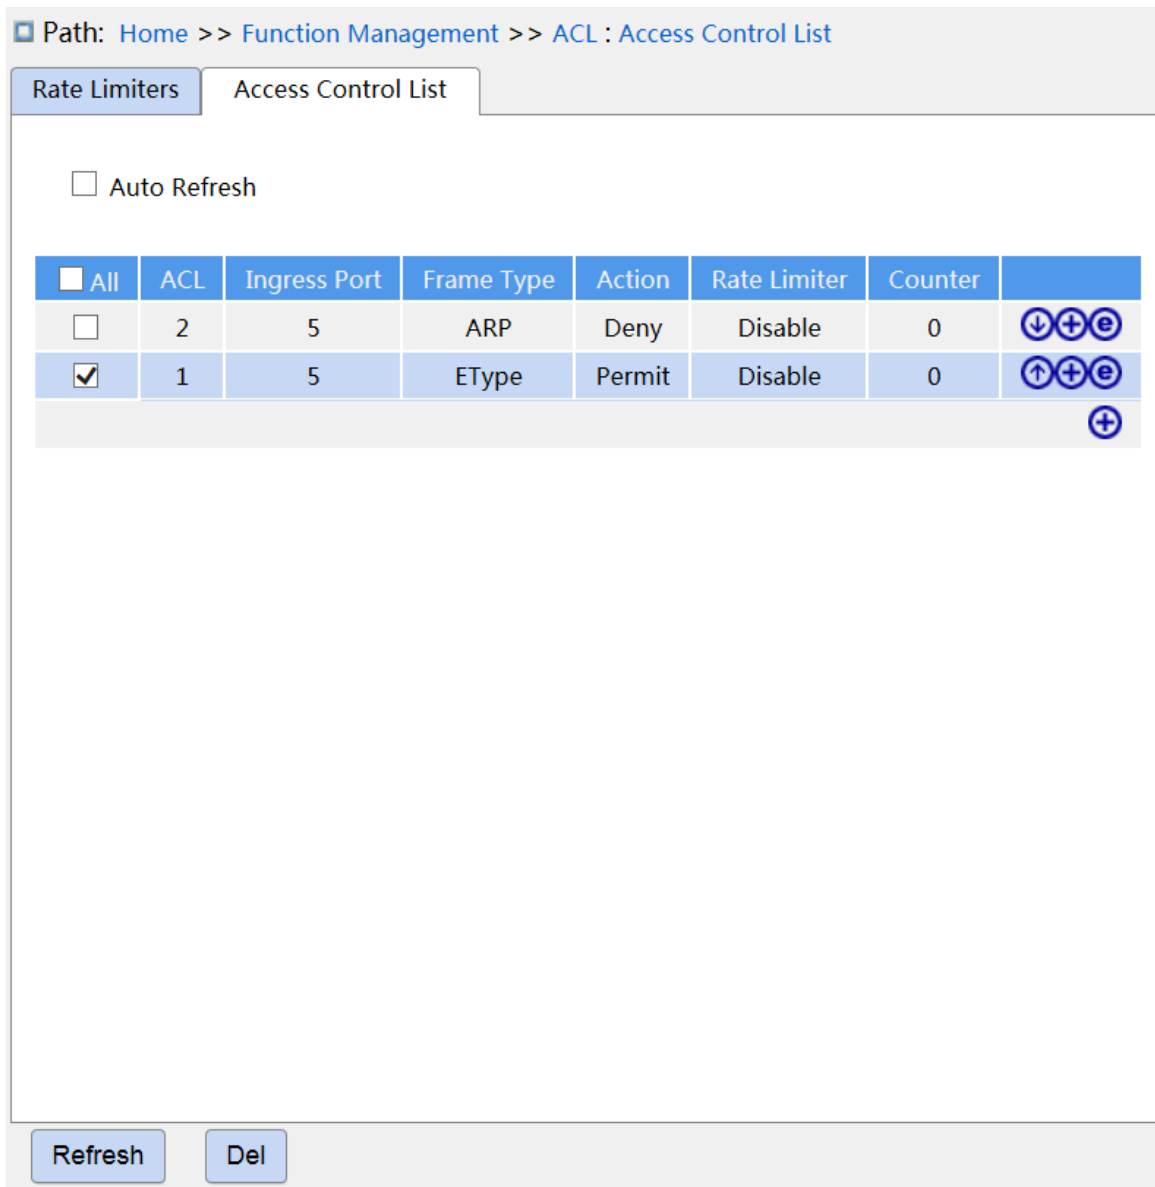 Path: Home >> Function Management >> ACL : Access Control List
Rate Limiters Access Control List
Auto Refresh
All ACL Ingress Port Frame Type Action Rate Limiter Counter
2 5 ARP Deny Disable 0 e
1 5 EType Permit Disable 0 e
Refresh Del